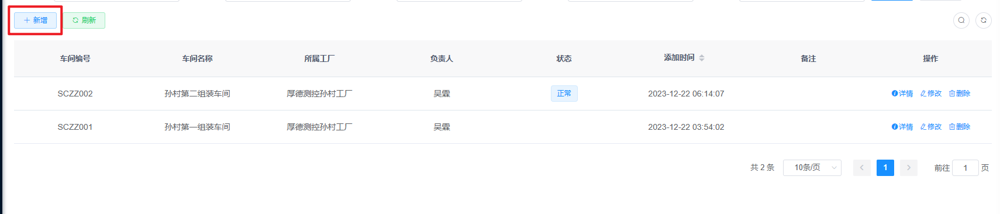 新增 刷新
车间编号 车间名称 所属工厂 负责人 状态 添加时间 备注 操作
SCZZ002 孙村第二组装车间 厚德测控孙村工厂 吴霖 正常 2023-12-22 06:14:07 详情 修改 删除
SCZZ001 孙村第一组装车间 厚德测控孙村工厂 吴霖 2023-12-22 03:54:02 详情 修改 删除
共 2 条 10条/页 1 前往 1 页